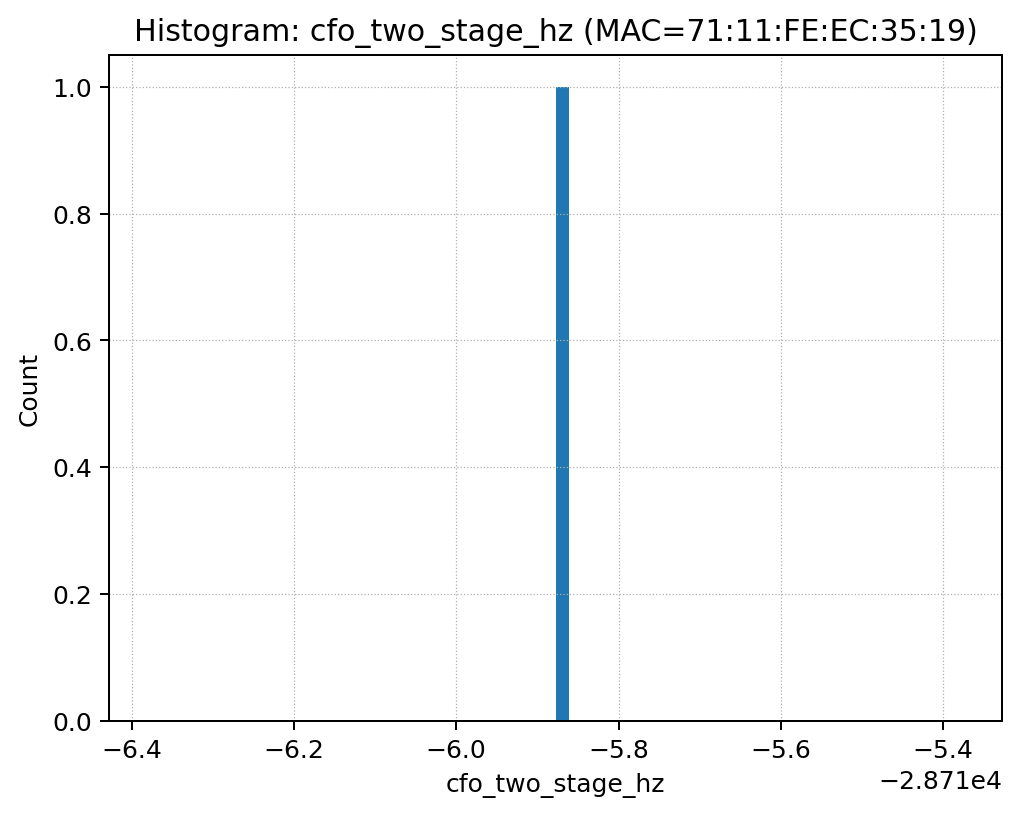 Histogram: cfo_two_stage_hz (MAC=71:11:FE:EC:35:19)
1.0
0.8
0.6
0.4
0.2
0.0
Count
−6.4 −6.2 −6.0 −5.8 −5.6 −5.4
cfo_two_stage_hz
−2.871e4